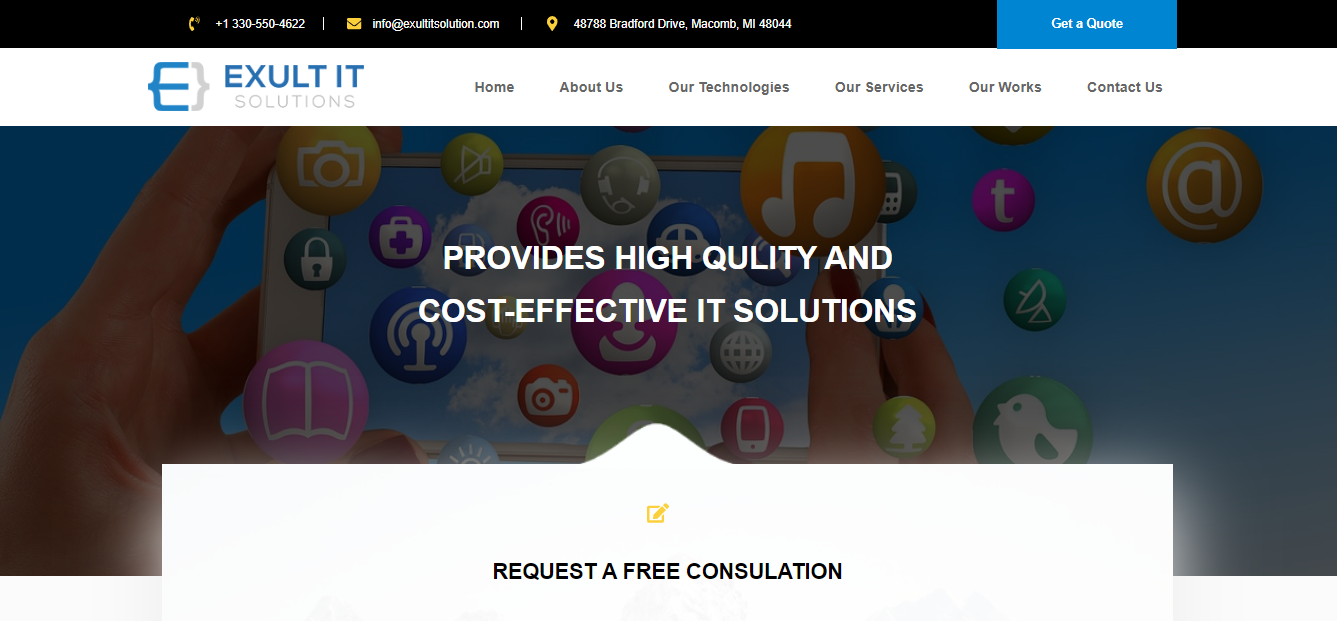 +1 330-550-4622 | info@exultitsolution.com | 48788 Bradford Drive, Macomb, MI 48044
Get a Quote
EXULT IT
SOLUTIONS
Home About Us Our Technologies Our Services Our Works Contact Us
PROVIDES HIGH QULITY AND
COST-EFFECTIVE IT SOLUTIONS
REQUEST A FREE CONSULATION